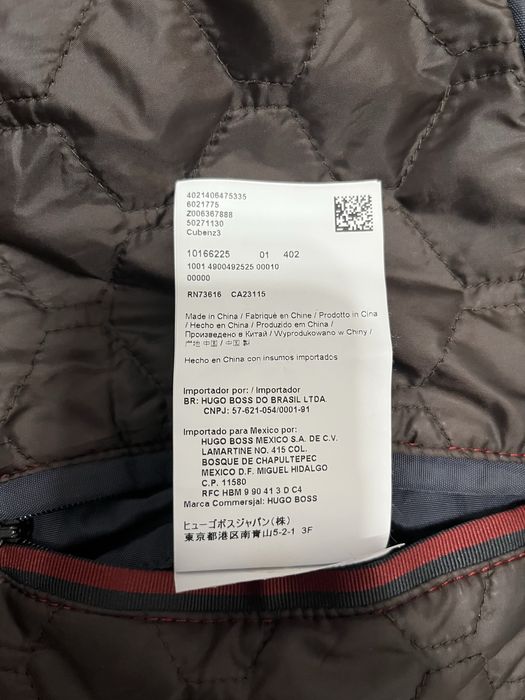 4021406475335
6021775
Z006367888
50271130
Cubenz3
10166225 01 402
1001 4900492525 00010
00000
RN73616 CA23115
Made in China / Fabriqué en Chine / Prodotto in Cina
/ Hecho en China / Produzido em China /
Произведено в Китай / Wyprodukowano w Chiny /
产地 中国 / 中国 製
Hecho en China con insumos importados
Importador por: / Importador
BR: HUGO BOSS DO BRASIL LTDA.
CNPJ: 57-621-054/0001-91
Importado para Mexico por:
HUGO BOSS MEXICO S.A. DE C.V.
LAMARTINE NO. 415 COL.
BOSQUE DE CHAPULTEPEC
MEXICO D.F. MIGUEL HIDALGO
C.P. 11580
RFC HBM 9 90 41 3 D C4
Marca Commersjal: HUGO BOSS
ヒューゴボスジャパン(株)
東京都港区南青山5-2-1 3F